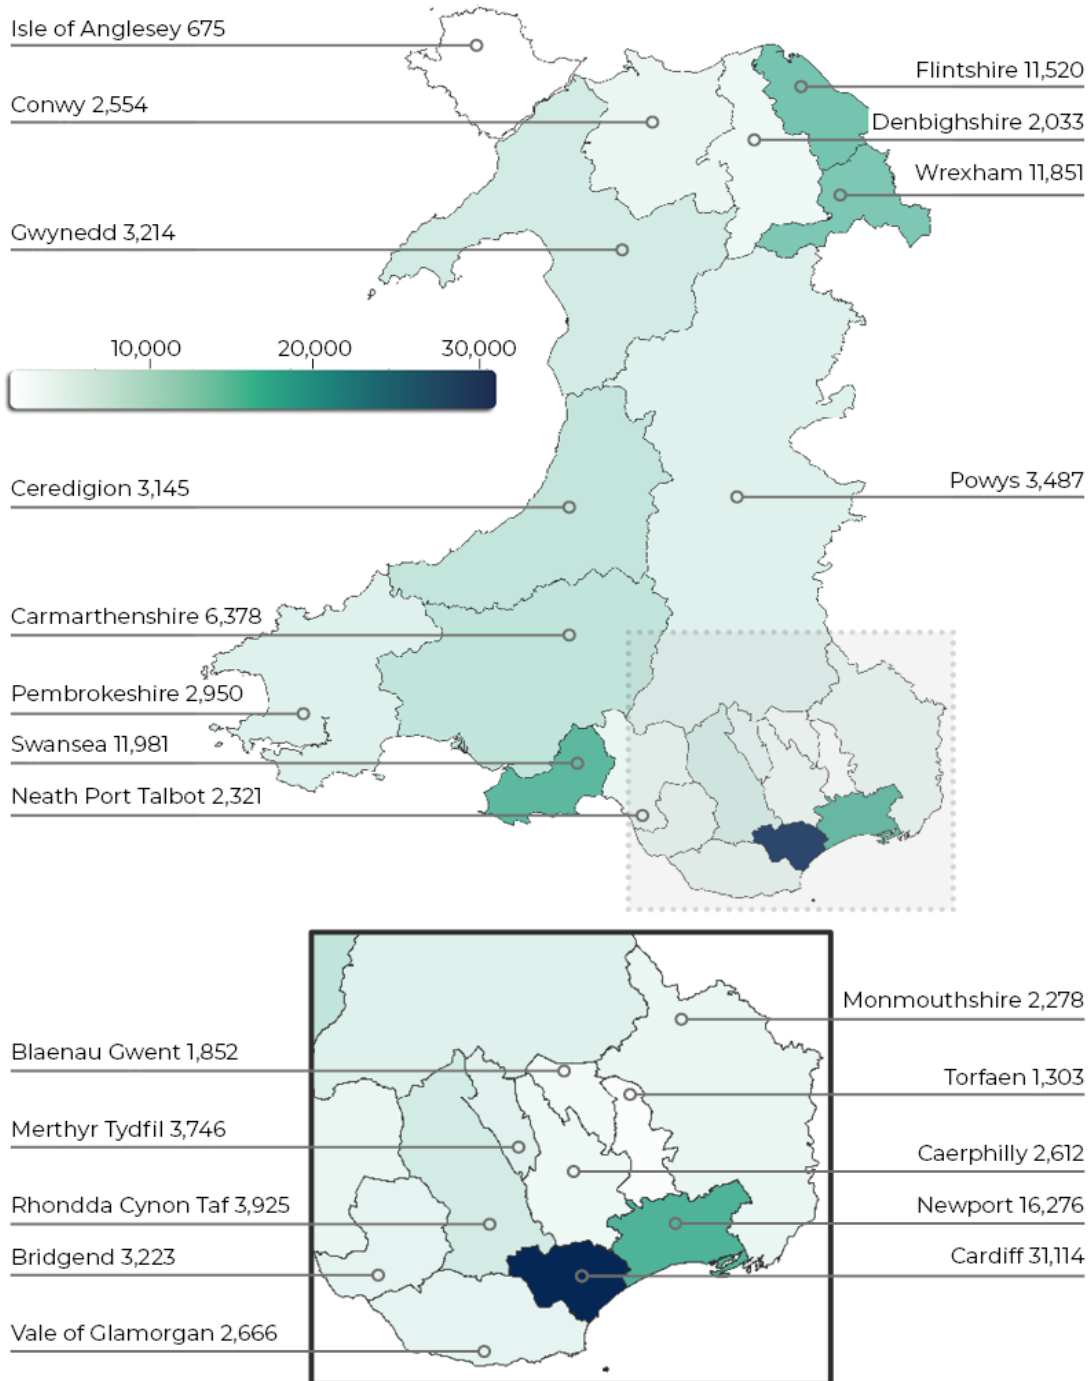 Isle of Anglesey 675
Flintshire 11,520
Conwy 2,554
Denbighshire 2,033
Wrexham 11,851
Gwynedd 3,214
10,000 20,000 30,000
Ceredigion 3,145
Powys 3,487
Carmarthenshire 6,378
Pembrokeshire 2,950
Swansea 11,981
Neath Port Talbot 2,321
Monmouthshire 2,278
Blaenau Gwent 1,852
Torfaen 1,303
Merthyr Tydfil 3,746
Caerphilly 2,612
Rhondda Cynon Taf 3,925
Newport 16,276
Bridgend 3,223
Cardiff 31,114
Vale of Glamorgan 2,666